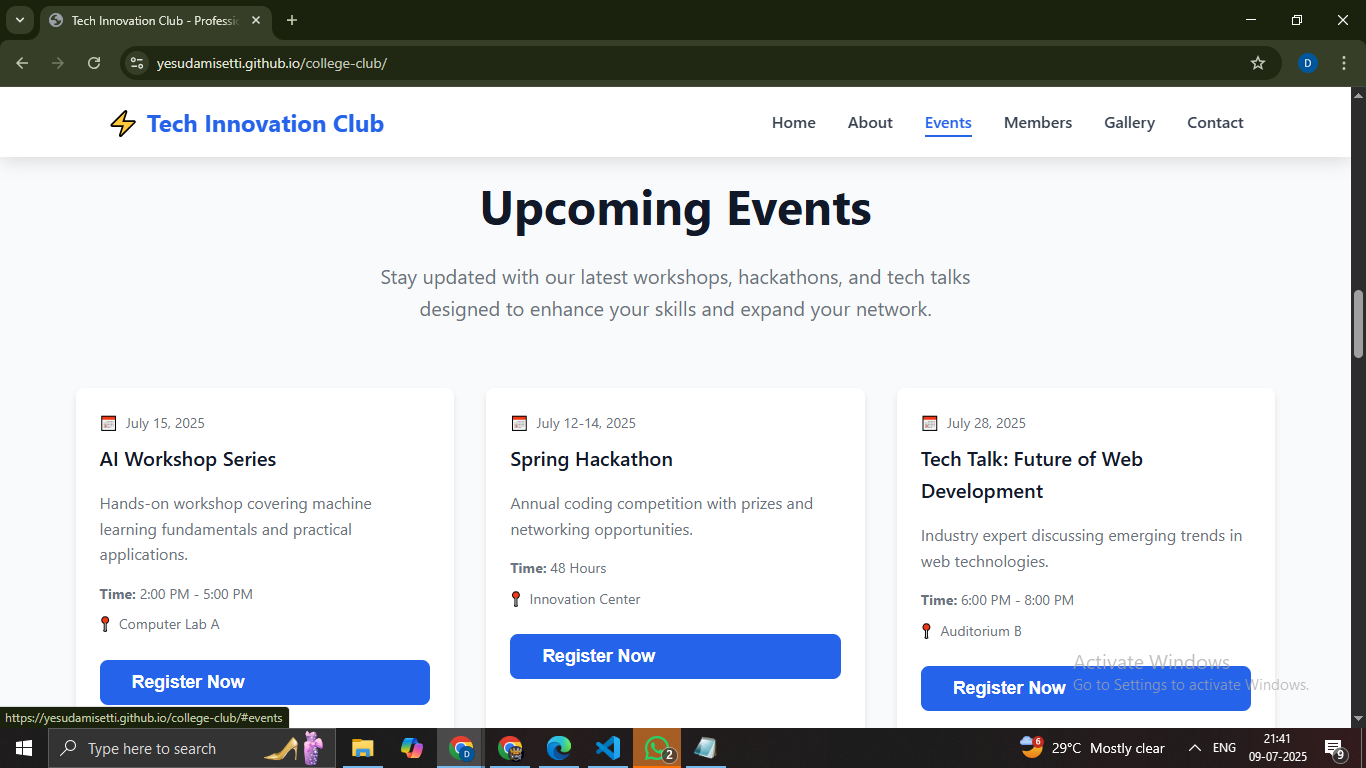 Tech Innovation Club - Professi
yesudamisetti.github.io/college-club/
D
Tech Innovation Club
Home
About
Events
Members
Gallery
Contact
Upcoming Events
Stay updated with our latest workshops, hackathons, and tech talks
designed to enhance your skills and expand your network.
July 15, 2025
AI Workshop Series
Hands-on workshop covering machine
learning fundamentals and practical
applications.
Time: 2:00 PM - 5:00 PM
Computer Lab A
Register Now
July 12-14, 2025
Spring Hackathon
Annual coding competition with prizes and
networking opportunities.
Time: 48 Hours
Innovation Center
Register Now
July 28, 2025
Tech Talk: Future of Web
Development
Industry expert discussing emerging trends in
web technologies.
Time: 6:00 PM - 8:00 PM
Auditorium B
Register Now
Activate Windows
Go to Settings to activate Windows.
https://yesudamisetti.github.io/college-club/#events
Type here to search
D
2
6
29°C Mostly clear
ENG
21:41
09-07-2025
9